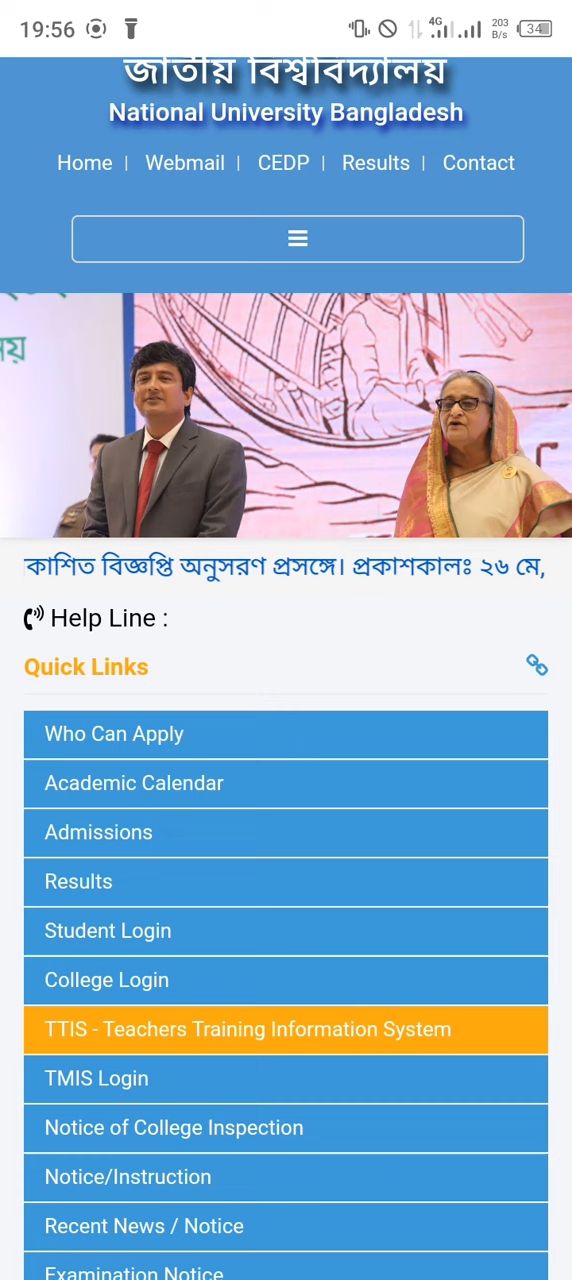 19:56
4G
203
B/s
34
জাতীয় বিশ্ববিদ্যালয়
National University Bangladesh
Home | Webmail | CEDP | Results | Contact
কাশিত বিজ্ঞপ্তি অনুসরণ প্রসঙ্গে। প্রকাশকালঃ ২৬ মে,
Help Line :
Quick Links
Who Can Apply
Academic Calendar
Admissions
Results
Student Login
College Login
TTIS - Teachers Training Information System
TMIS Login
Notice of College Inspection
Notice/Instruction
Recent News / Notice
Examination Notice